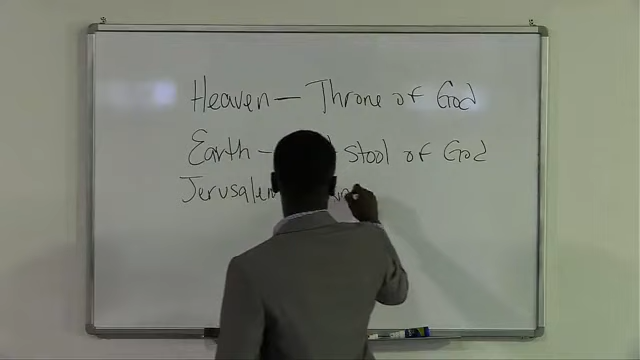 Heaven — Throne of God
Earth — stool of God
Jerusalem